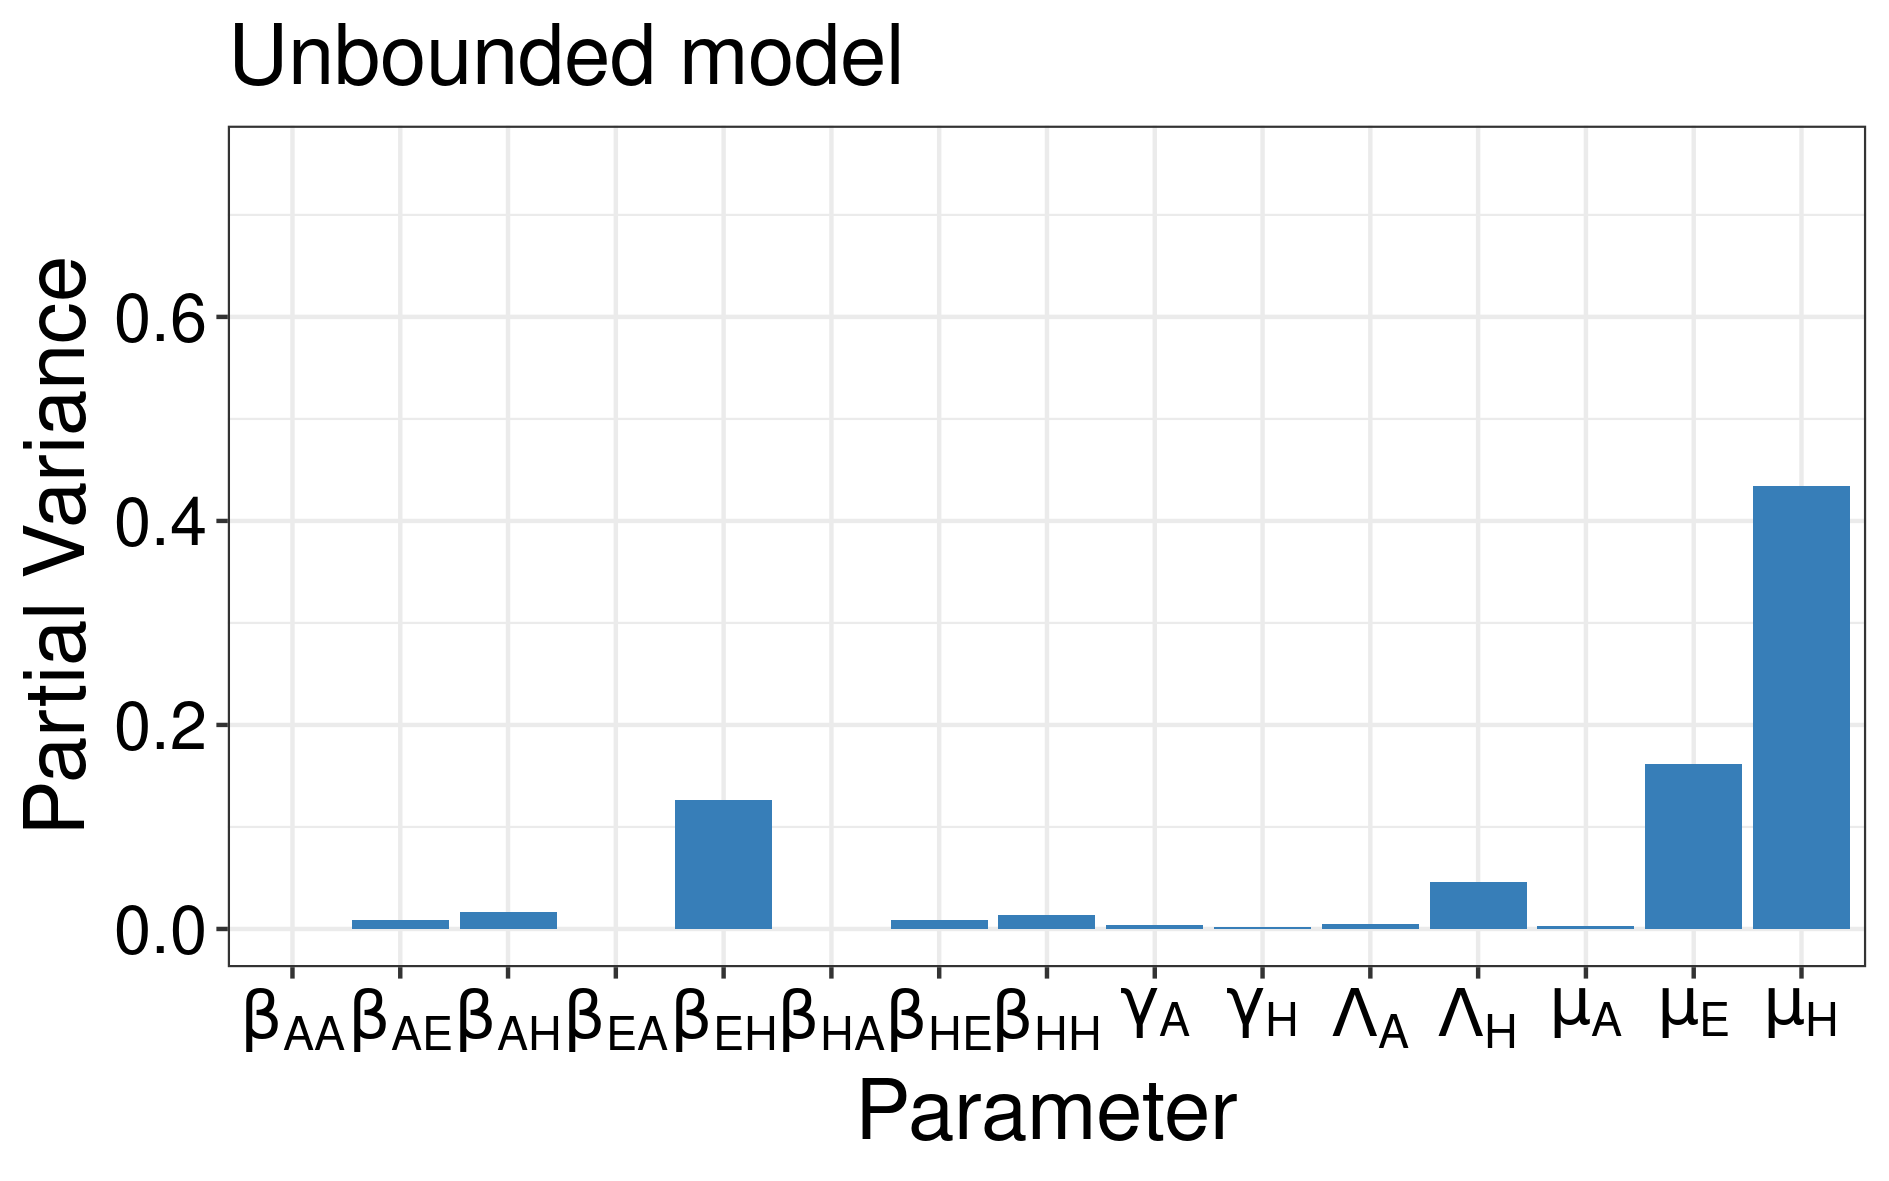 Unbounded model
Partial Variance
0.6
0.4
0.2
0.0
βAA βAE βAH βEA βEH βHA βHE βHH γA γH ΛA ΛH μA μE μH
Parameter